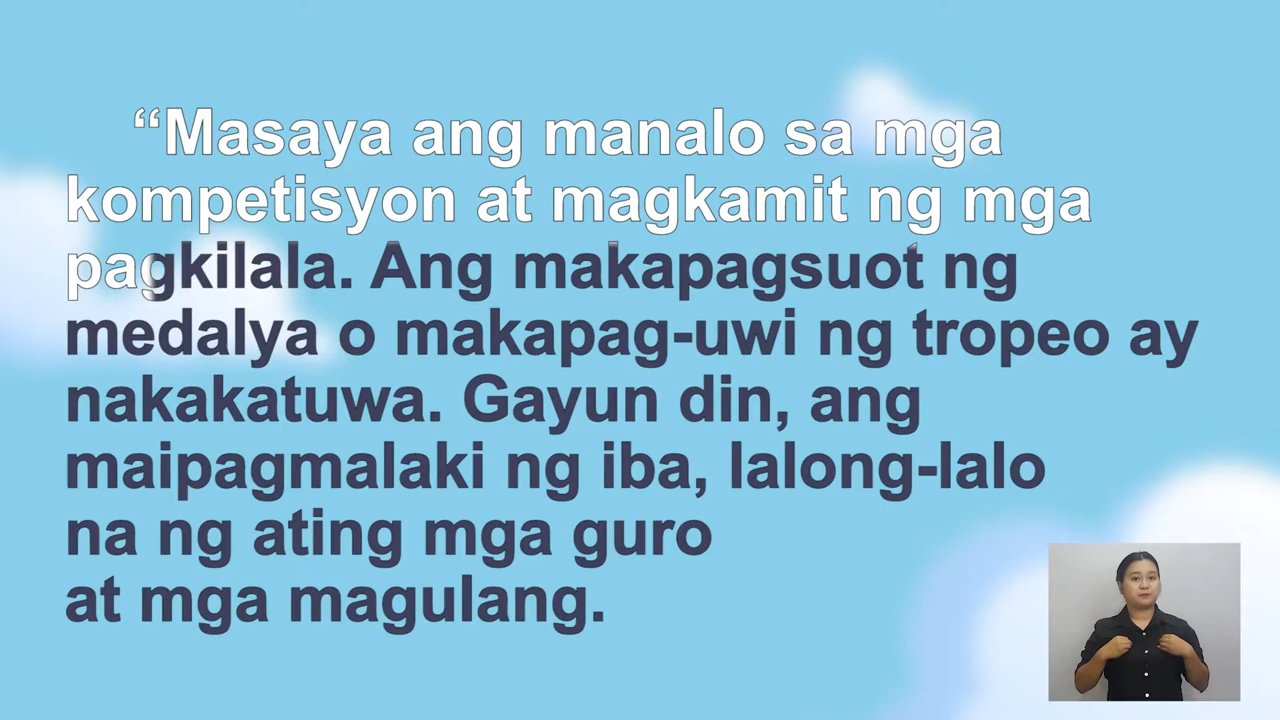 “Masaya ang manalo sa mga
kompetisyon at magkamit ng mga
pagkilala. Ang makapagsuot ng
medalya o makapag-uwi ng tropeo ay
nakakatuwa. Gayun din, ang
maipagmalaki ng iba, lalong-lalo
na ng ating mga guro
at mga magulang.